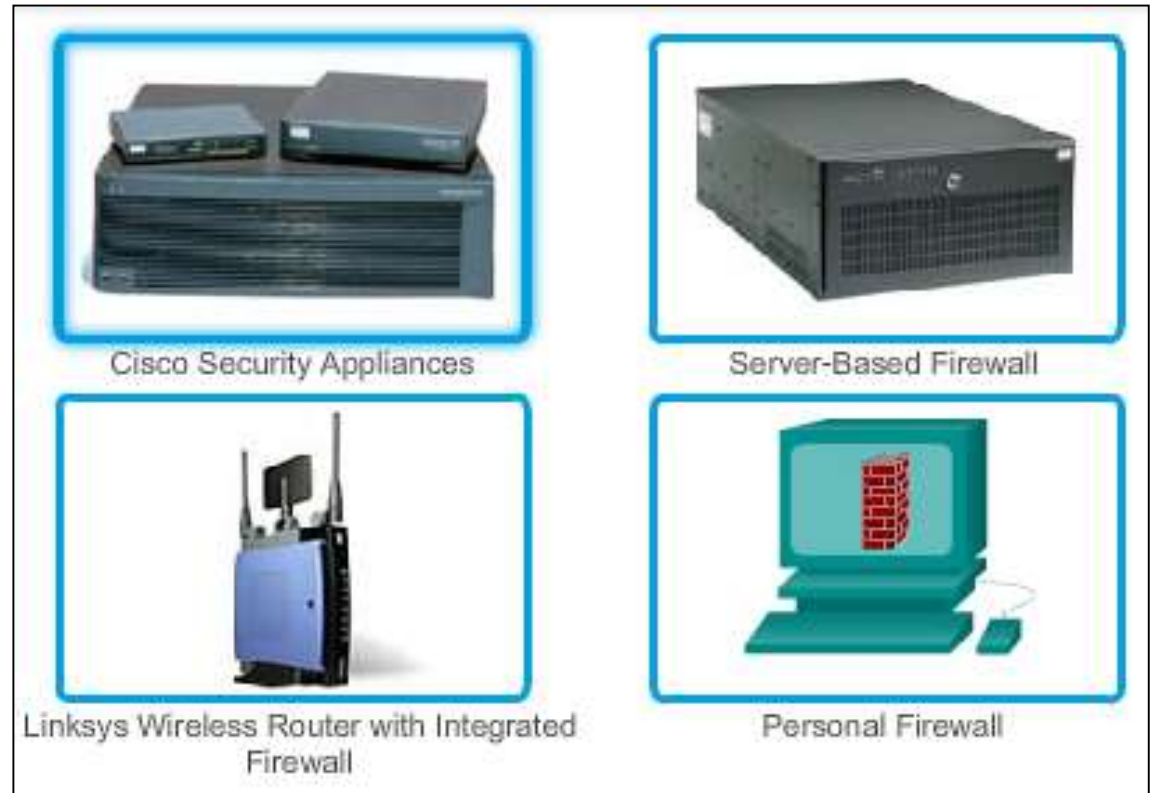 Cisco Security Appliances
Server-Based Firewall
Linksys Wireless Router with Integrated
Firewall
Personal Firewall